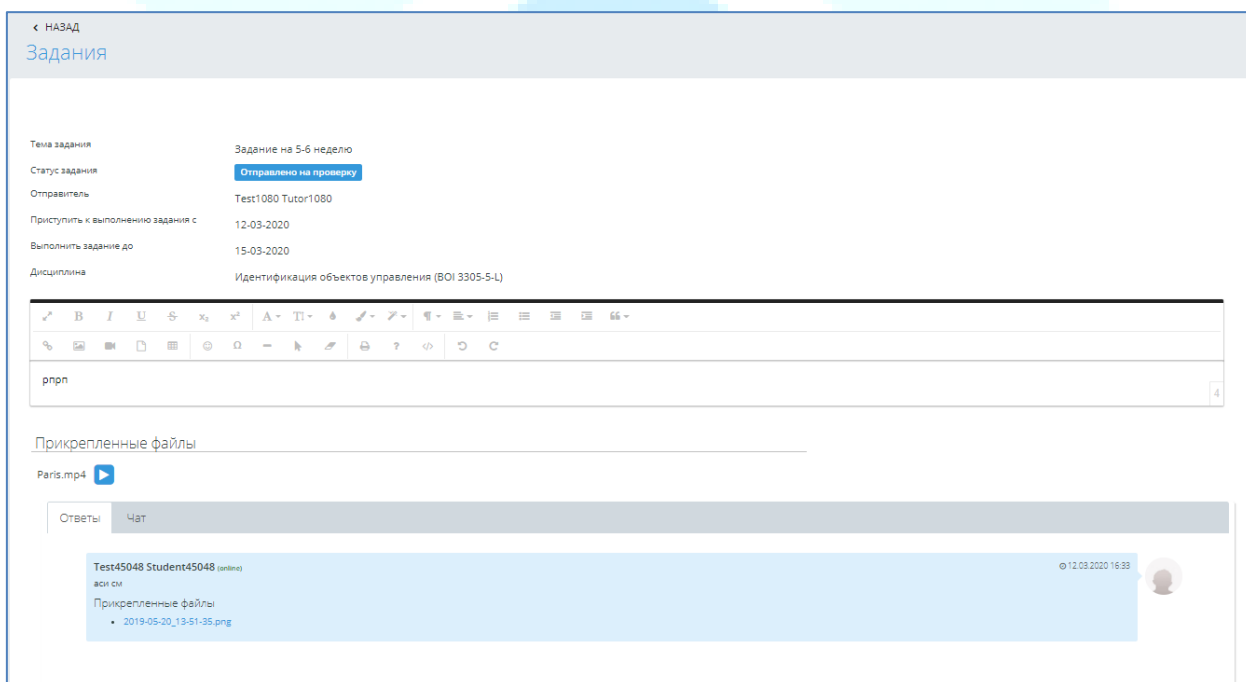 НАЗАД
Задания
Тема задания Задание на 5-6 неделю
Статус задания Отправлено на проверку
Отправитель Test1080 Tutor1080
Приступить к выполнению задания с 12-03-2020
Выполнить задание до 15-03-2020
Дисциплина Идентификация объектов управления (BOI 3305-5-L)
рпрп
4
Прикрепленные файлы
Paris.mp4
Ответы Чат
Test45048 Student45048 (online) 12.03.2020 16:33
аси см
Прикрепленные файлы
2019-05-20_13-51-35.png